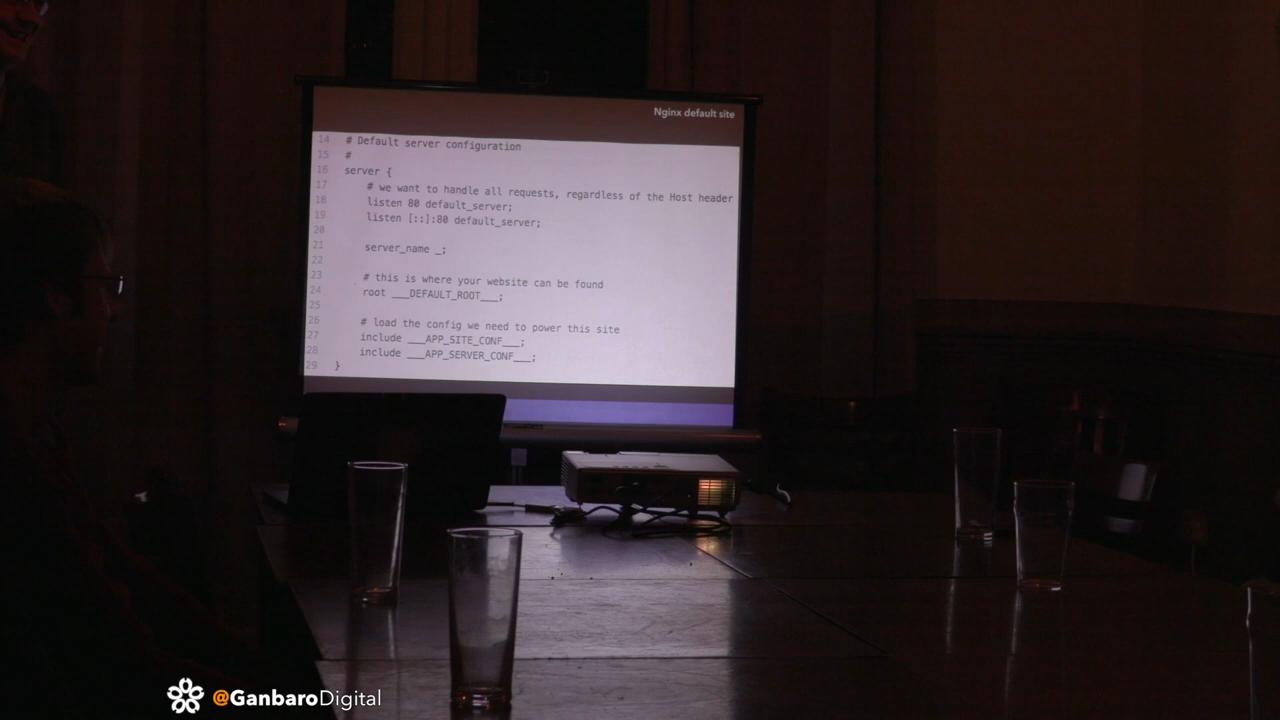 Nginx default site
14 # Default server configuration
15 #
16 server {
17 # we want to handle all requests, regardless of the Host header
18 listen 80 default_server;
19 listen [::]:80 default_server;
20
21 server_name _;
22
23 # this is where your website can be found
24 root ___DEFAULT_ROOT___;
25
26 # load the config we need to power this site
27 include ___APP_SITE_CONF___;
28 include ___APP_SERVER_CONF___;
29 }
@GanbaroDigital